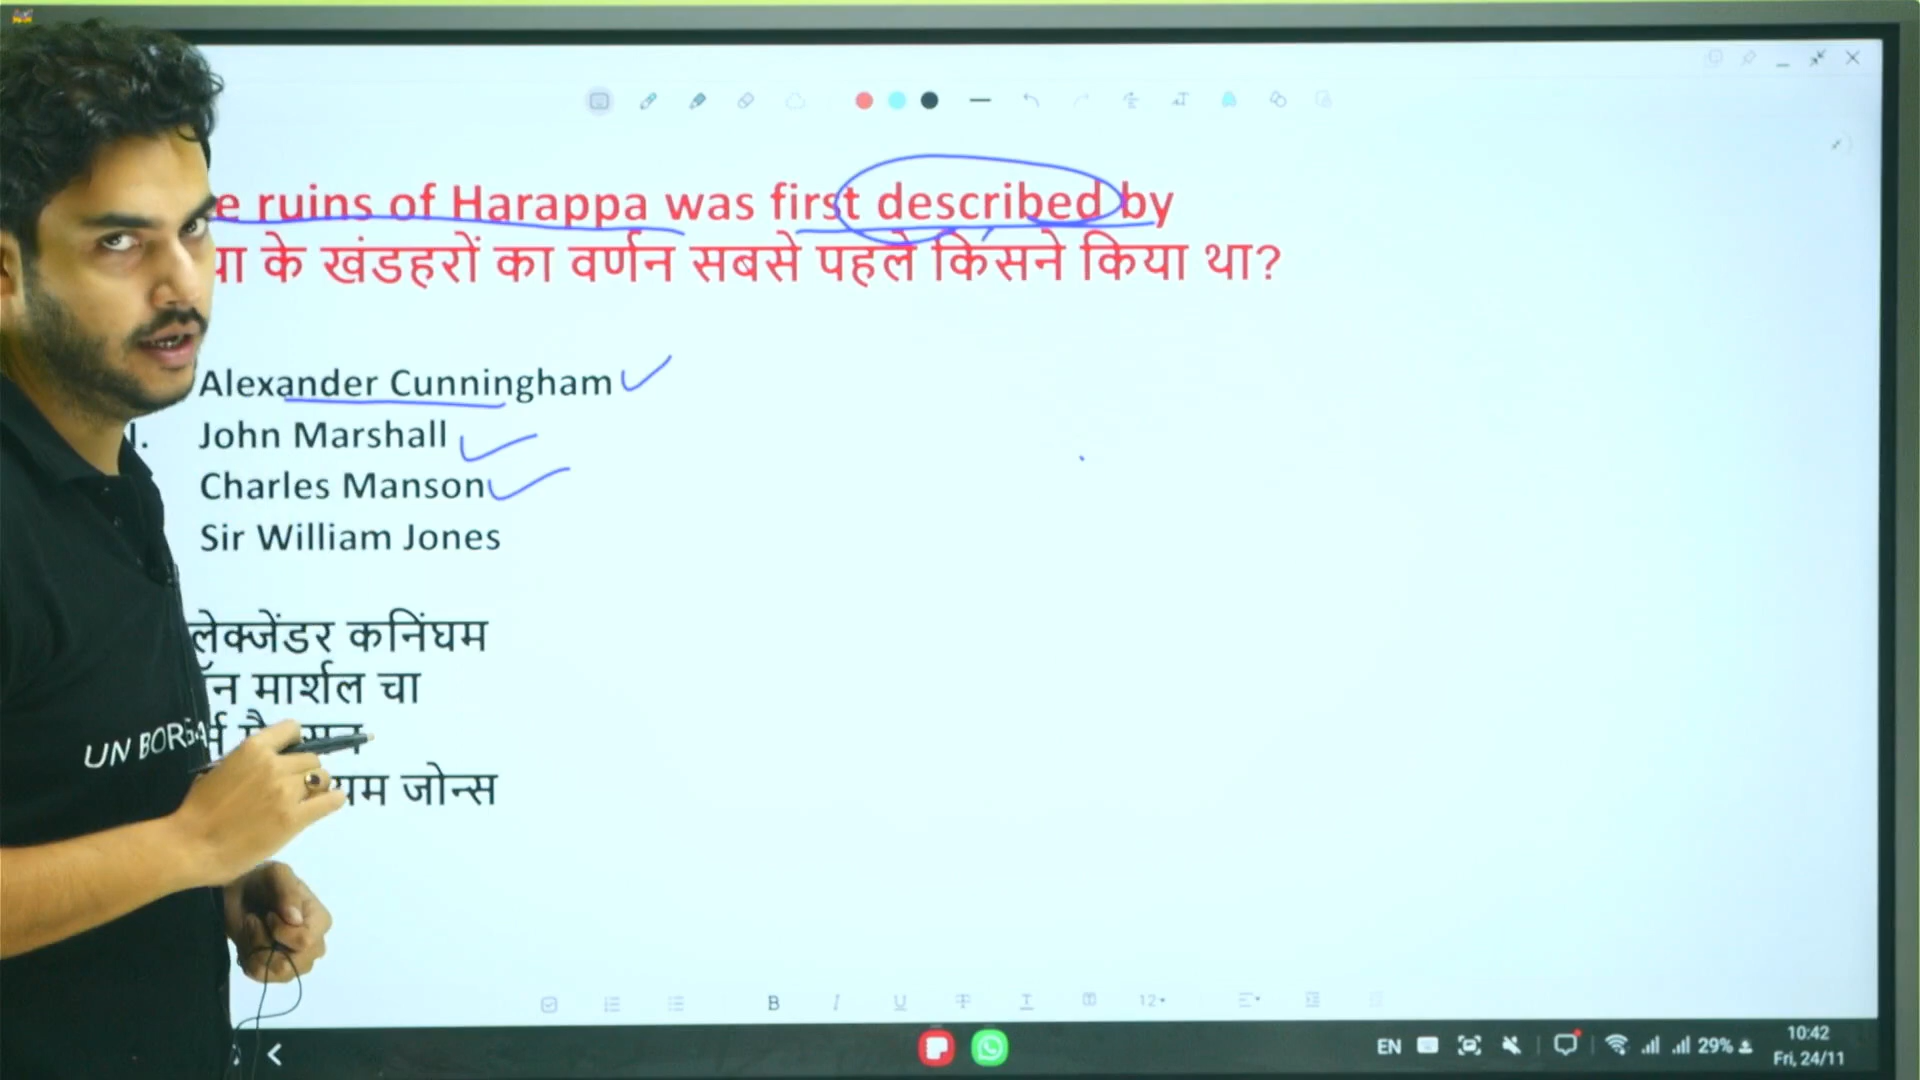 e ruins of Harappa was first described by
पा के खंडहरों का वर्णन सबसे पहले किसने किया था?
Alexander Cunningham
I. John Marshall
Charles Manson
Sir William Jones
लेक्जेंडर कनिंघम
ॉन मार्शल चा
यम जोन्स
UN BOR
B I U T T 12
EN 29% 10:42
Fri, 24/11